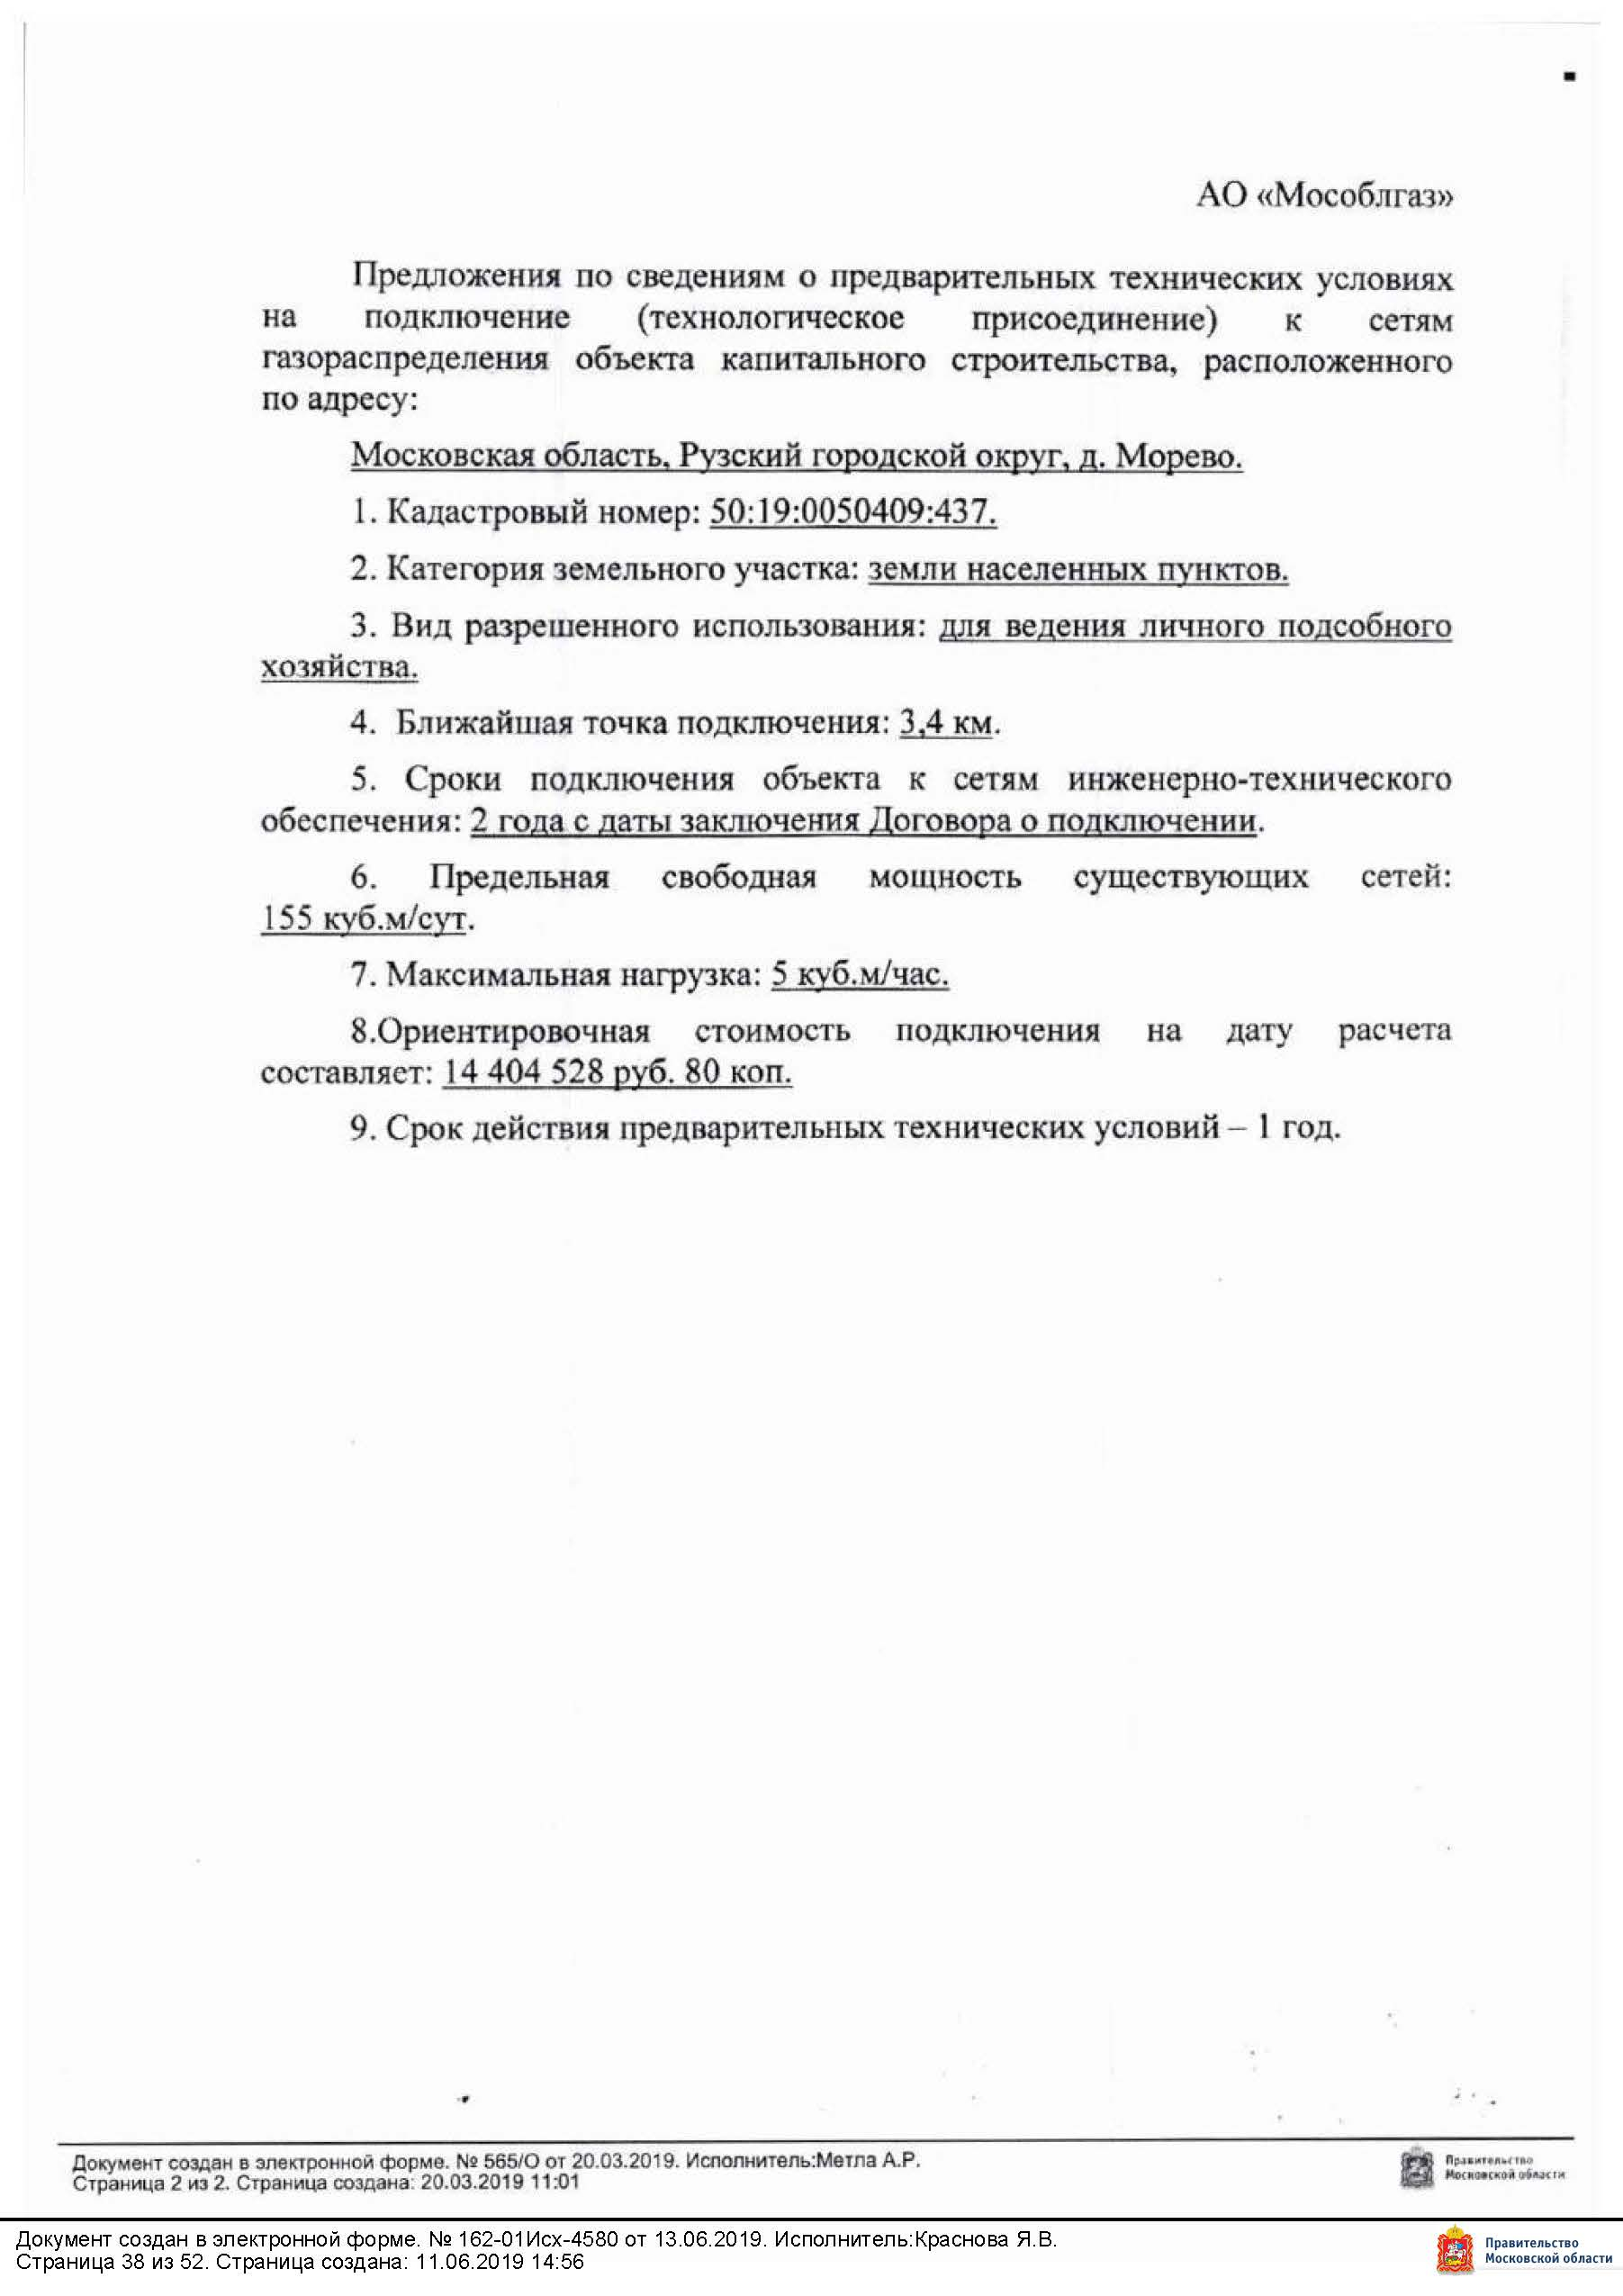 АО «Мособлгаз»
Предложения по сведениям о предварительных технических условиях
на подключение (технологическое присоединение) к сетям
газораспределения объекта капитального строительства, расположенного
по адресу:
Московская область, Рузский городской округ, д. Морево.
1. Кадастровый номер: 50:19:0050409:437.
2. Категория земельного участка: земли населенных пунктов.
3. Вид разрешенного использования: для ведения личного подсобного
хозяйства.
4. Ближайшая точка подключения: 3,4 км.
5. Сроки подключения объекта к сетям инженерно-технического
обеспечения: 2 года с даты заключения Договора о подключении.
6. Предельная свободная мощность существующих сетей:
155 куб.м/сут.
7. Максимальная нагрузка: 5 куб.м/час.
8.Ориентировочная стоимость подключения на дату расчета
составляет: 14 404 528 руб. 80 коп.
9. Срок действия предварительных технических условий – 1 год.
Документ создан в электронной форме. № 565/О от 20.03.2019. Исполнитель:Метла А.Р.
Страница 2 из 2. Страница создана: 20.03.2019 11:01
Правительство
Московской области
Документ создан в электронной форме. № 162-01Исх-4580 от 13.06.2019. Исполнитель:Краснова Я.В.
Страница 38 из 52. Страница создана: 11.06.2019 14:56
Правительство
Московской области